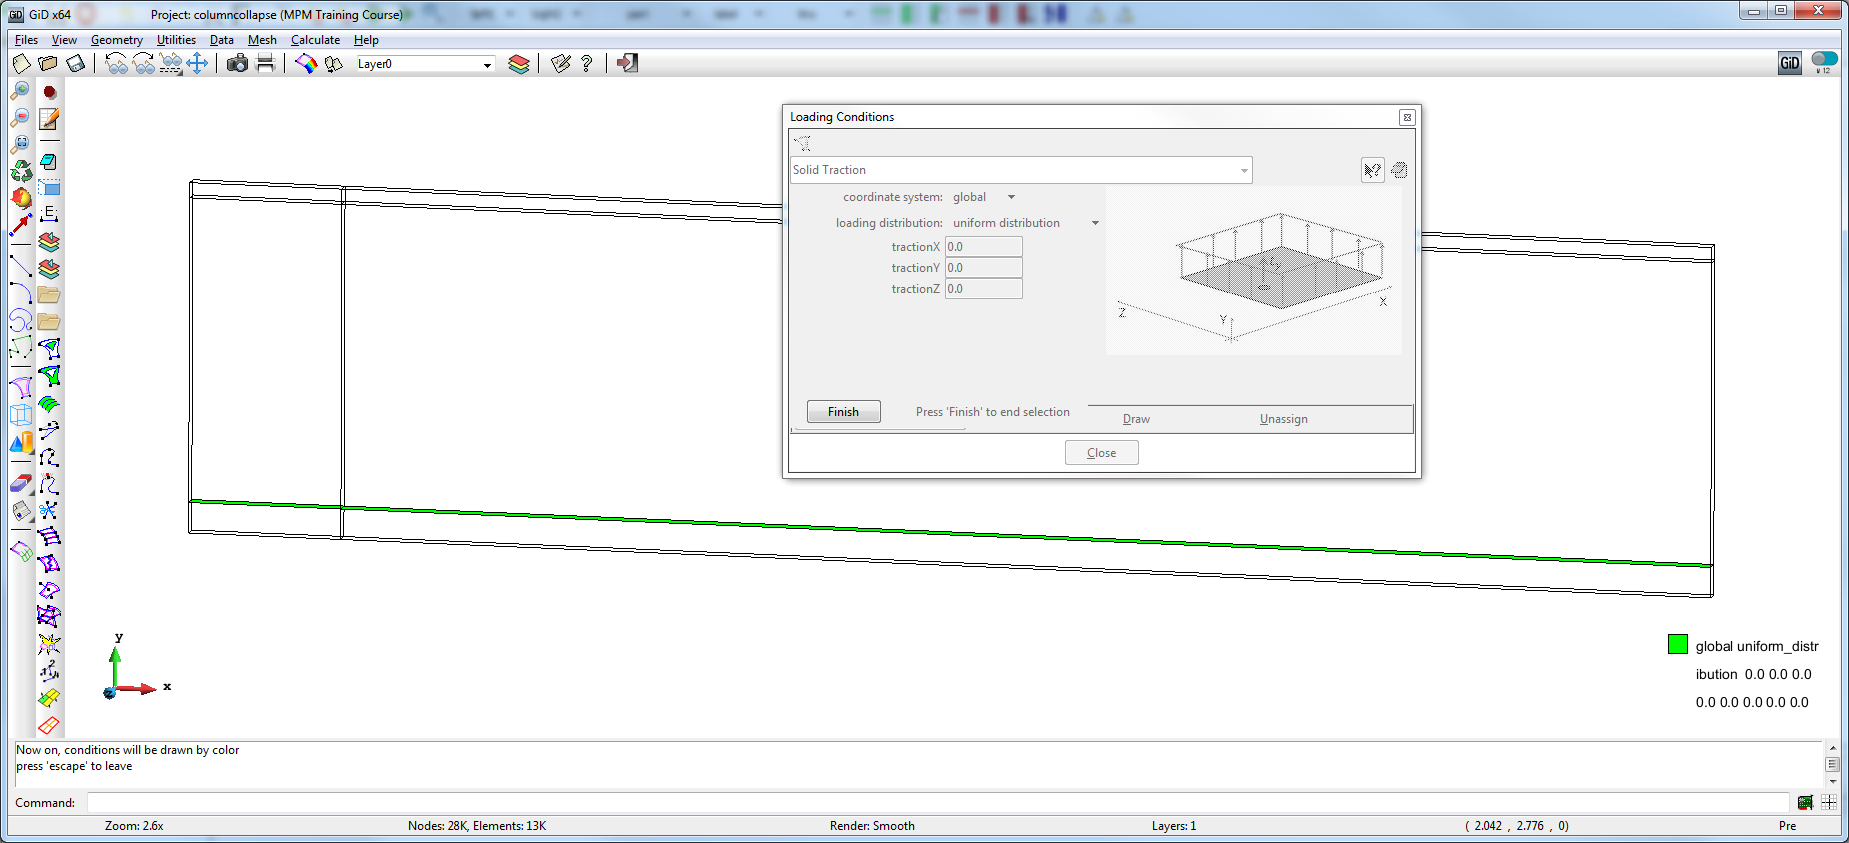 GiD x64 Project: columncollapse (MPM Training Course)
Files View Geometry Utilities Data Mesh Calculate Help
Layer0
GiD
v 12
Loading Conditions
Solid Traction
coordinate system: global
loading distribution: uniform distribution
tractionX 0.0
tractionY 0.0
tractionZ 0.0
Z Y X
Finish Press 'Finish' to end selection Draw Unassign
Close
y
x
z
global uniform_distr
ibution 0.0 0.0 0.0
0.0 0.0 0.0 0.0 0.0
Now on, conditions will be drawn by color
press 'escape' to leave
Command:
Zoom: 2.6x Nodes: 28K, Elements: 13K Render: Smooth Layers: 1 ( 2.042 , 2.776 , 0) Pre